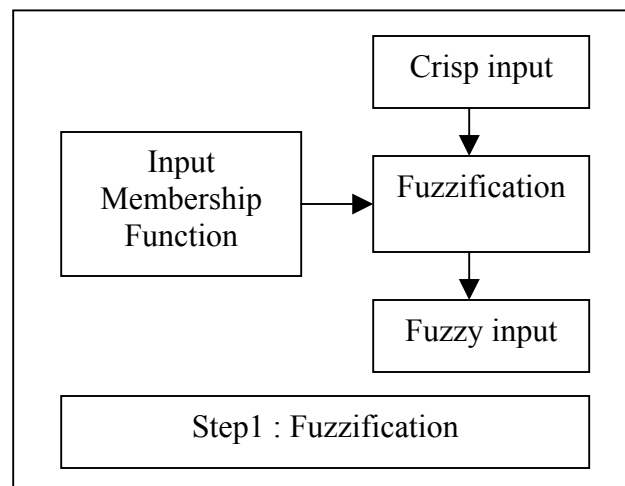 Crisp input
Input
Membership
Function
Fuzzification
Fuzzy input
Step1 : Fuzzification